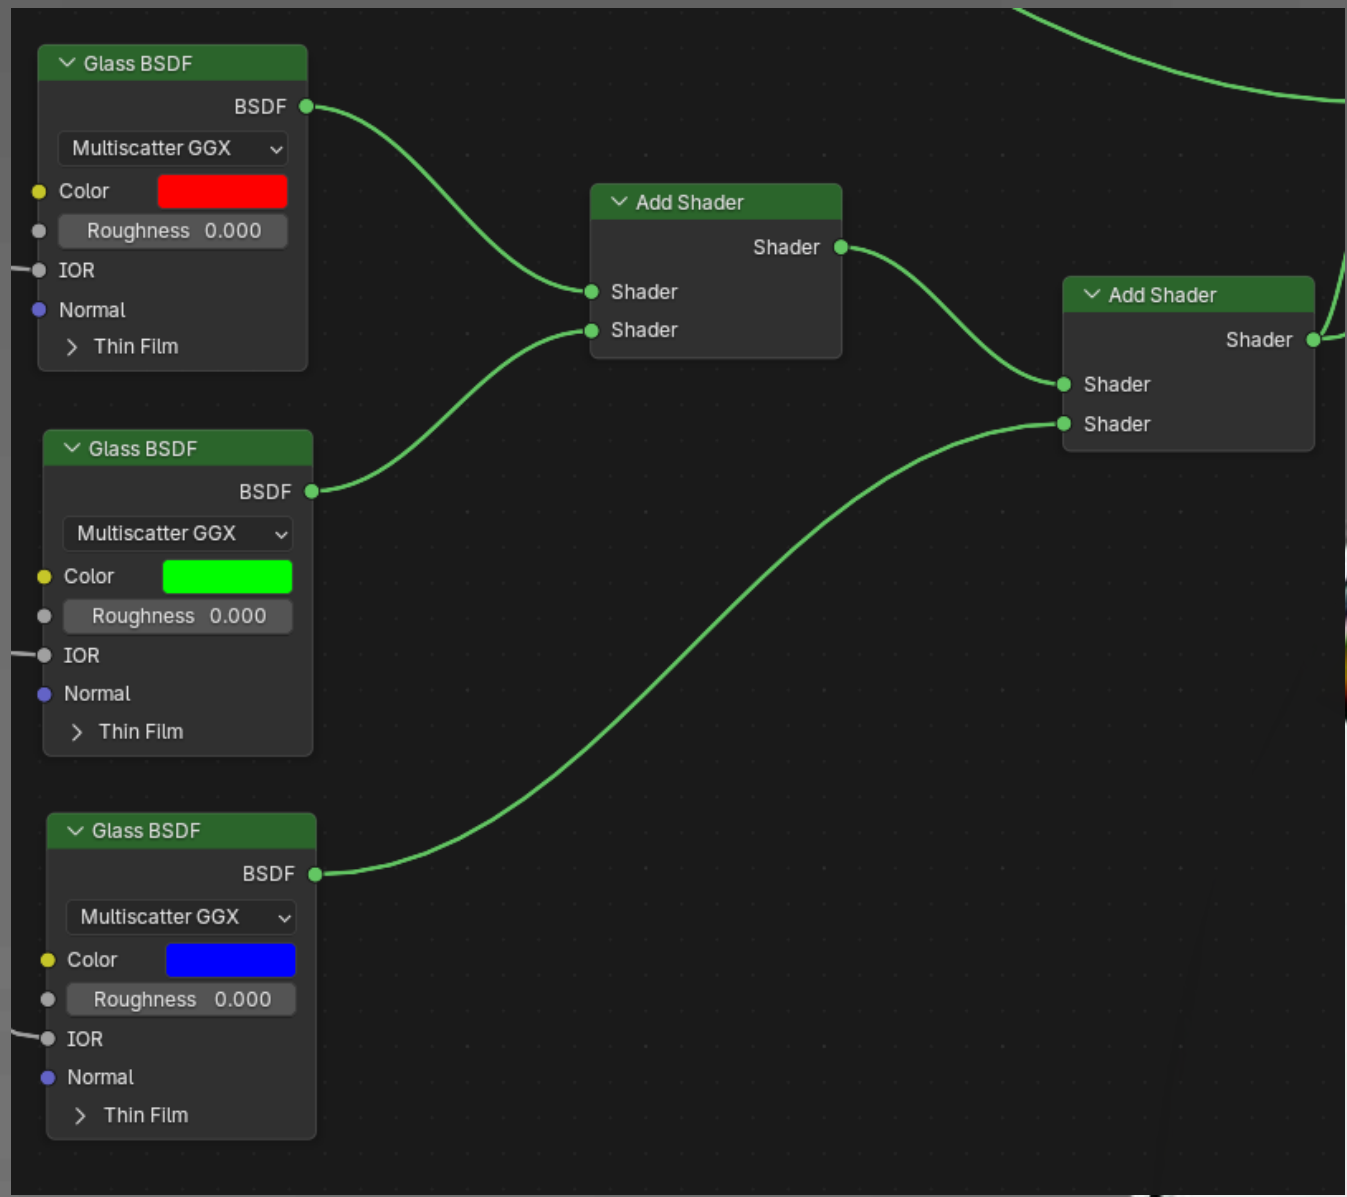 Glass BSDF
BSDF
Multiscatter GGX
Color
Roughness 0.000
IOR
Normal
Thin Film
Glass BSDF
BSDF
Multiscatter GGX
Color
Roughness 0.000
IOR
Normal
Thin Film
Glass BSDF
BSDF
Multiscatter GGX
Color
Roughness 0.000
IOR
Normal
Thin Film
Add Shader
Shader
Shader
Shader
Add Shader
Shader
Shader
Shader